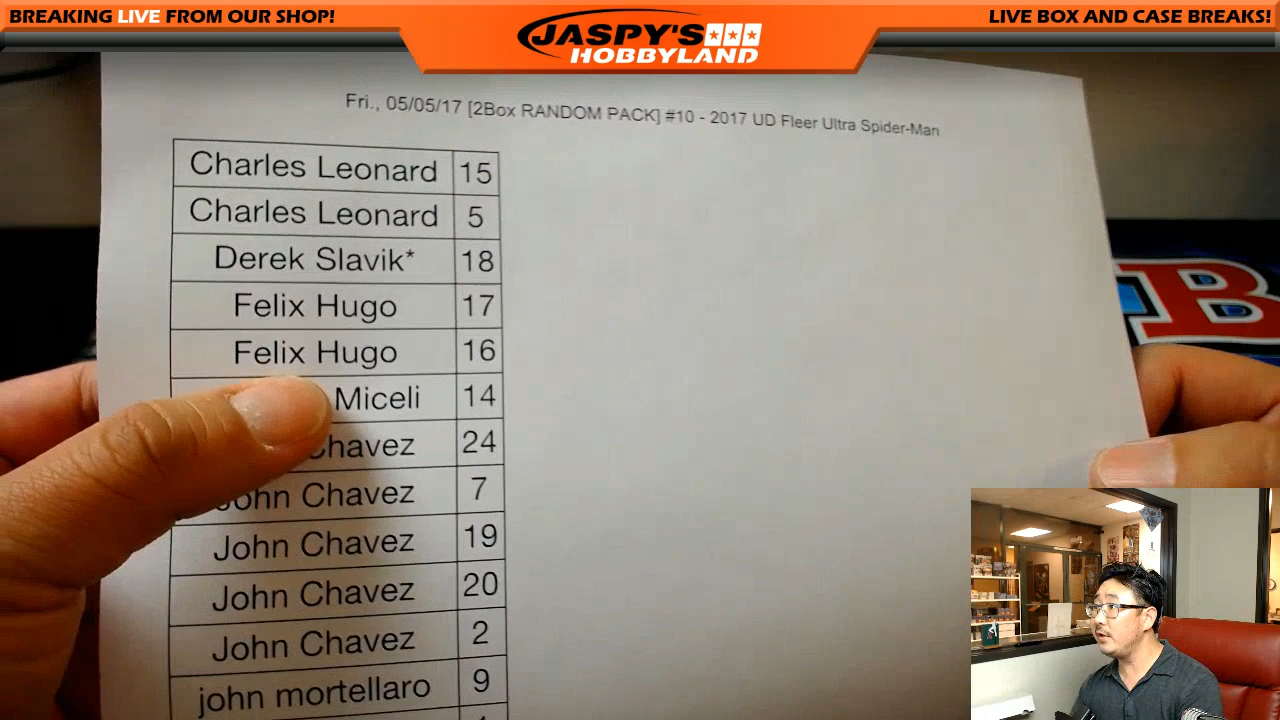 BREAKING LIVE FROM OUR SHOP!
JASPY'S
HOBBYLAND
LIVE BOX AND CASE BREAKS!
Fri., 05/05/17 [2Box RANDOM PACK] #10 - 2017 UD Fleer Ultra Spider-Man
Charles Leonard 15
Charles Leonard 5
Derek Slavik* 18
Felix Hugo 17
Felix Hugo 16
Miceli 14
Chavez 24
John Chavez 7
John Chavez 19
John Chavez 20
John Chavez 2
john mortellaro 9
B